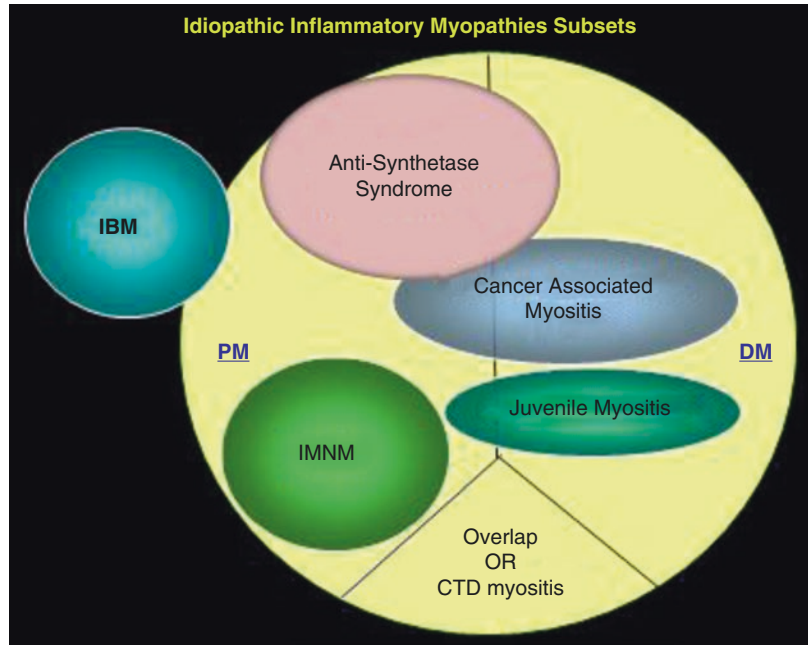 Idiopathic Inflammatory Myopathies Subsets
Anti-Synthetase
Syndrome
IBM
Cancer Associated
Myositis
PM
DM
Juvenile Myositis
IMNM
Overlap
OR
CTD myositis